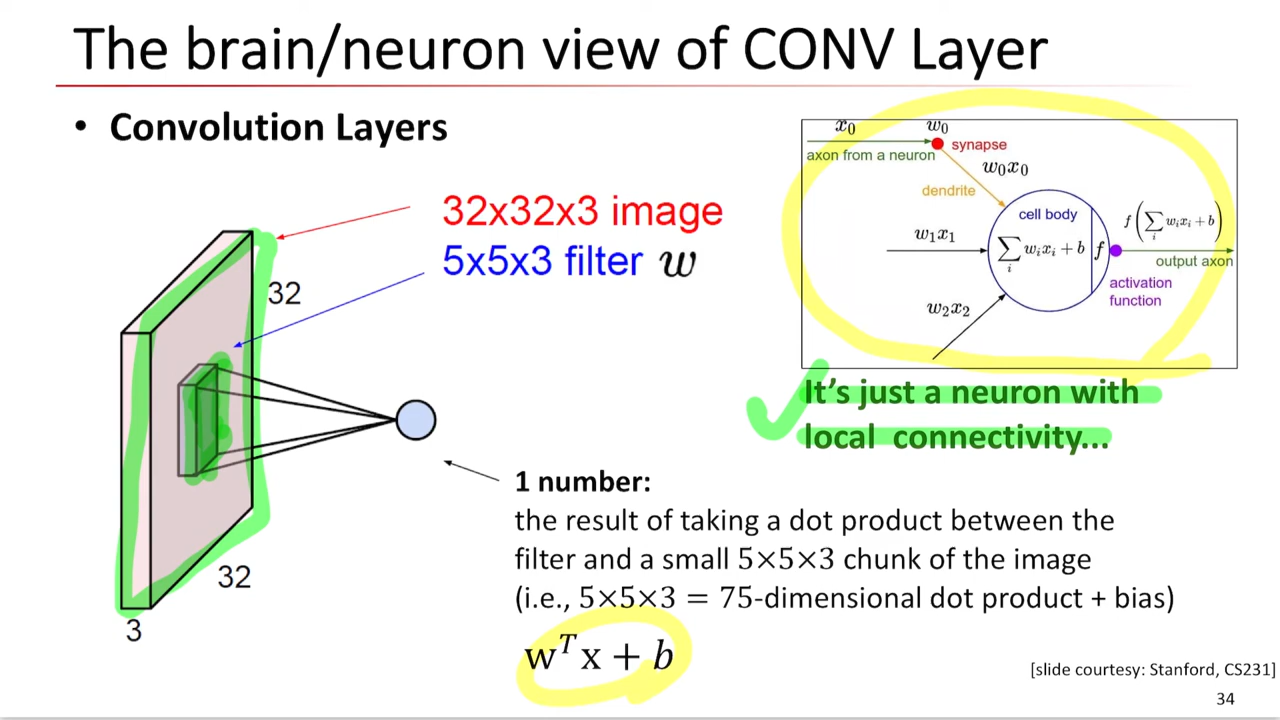 The brain/neuron view of CONV Layer
• Convolution Layers
32x32x3 image
5x5x3 filter w
32
32
3
x₀
w₀
synapse
axon from a neuron
w₀x₀
dendrite
cell body
w₁x₁
∑ᵢ wᵢxᵢ + b
f
f(∑ᵢ wᵢxᵢ + b)
output axon
activation
function
w₂x₂
It's just a neuron with
local connectivity...
1 number:
the result of taking a dot product between the
filter and a small 5×5×3 chunk of the image
(i.e., 5×5×3 = 75-dimensional dot product + bias)
wᵀx + b
[slide courtesy: Stanford, CS231]
34